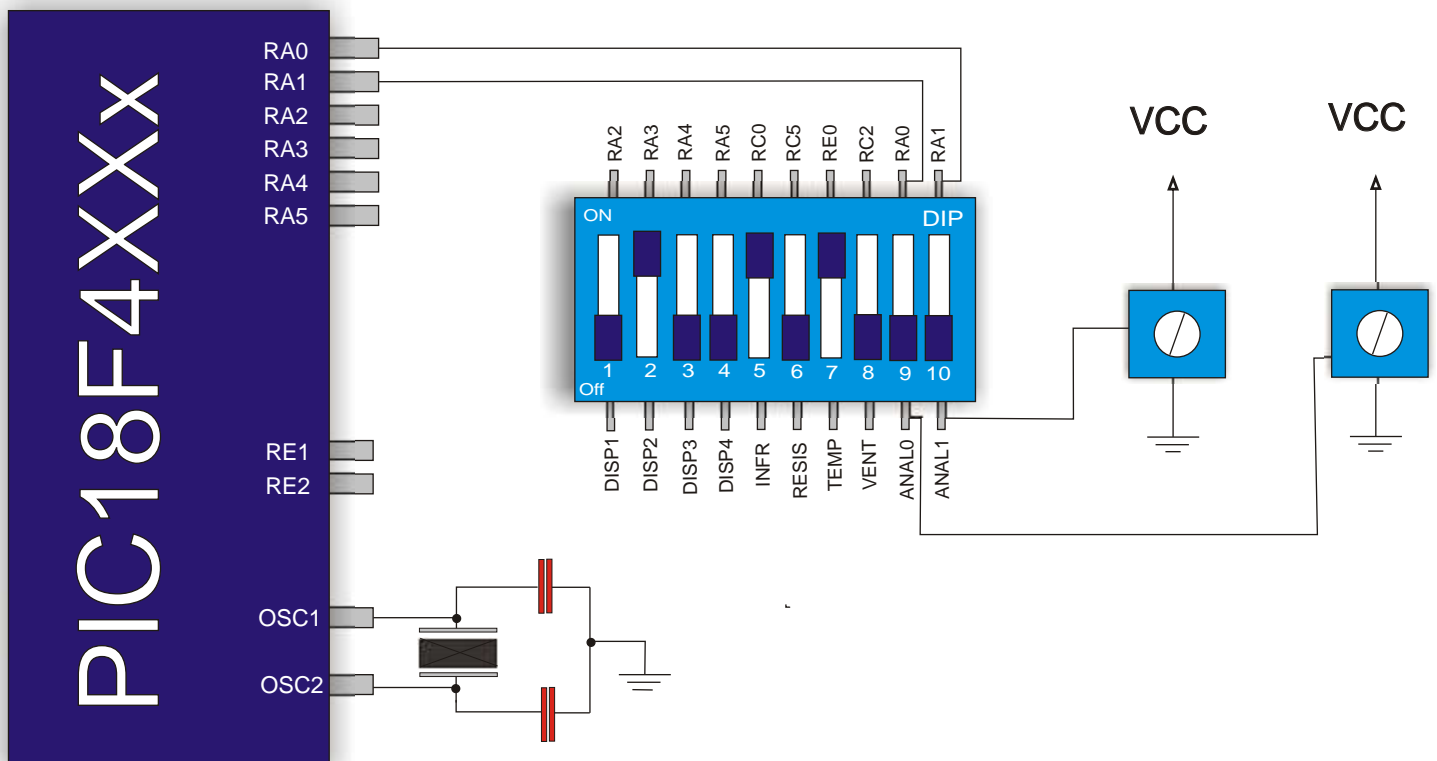 PIC18F4XXx
RA0
RA1
RA2
RA3
RA4
RA5
RE1
RE2
OSC1
OSC2
RA2
RA3
RA4
RA5
RC0
RC5
RE0
RC2
RA0
RA1
ON
DIP
1 2 3 4 5 6 7 8 9 10
Off
DISP1
DISP2
DISP3
DISP4
INFR
RESIS
TEMP
VENT
ANAL0
ANAL1
VCC
VCC